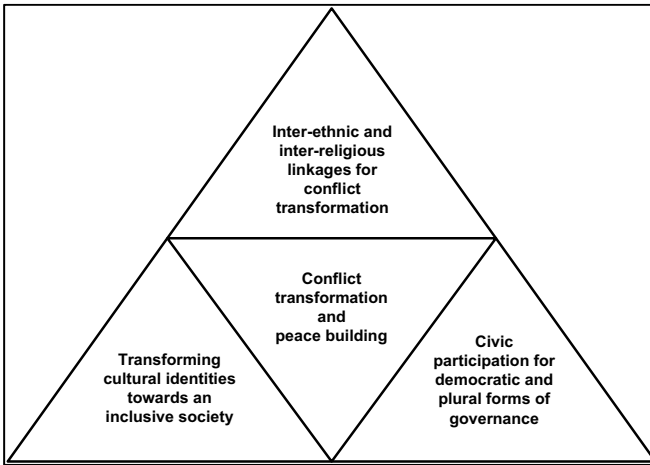 Inter-ethnic and
inter-religious
linkages for
conflict
transformation
Conflict
transformation
and
peace building
Transforming
cultural identities
towards an
inclusive society
Civic
participation for
democratic and
plural forms of
governance